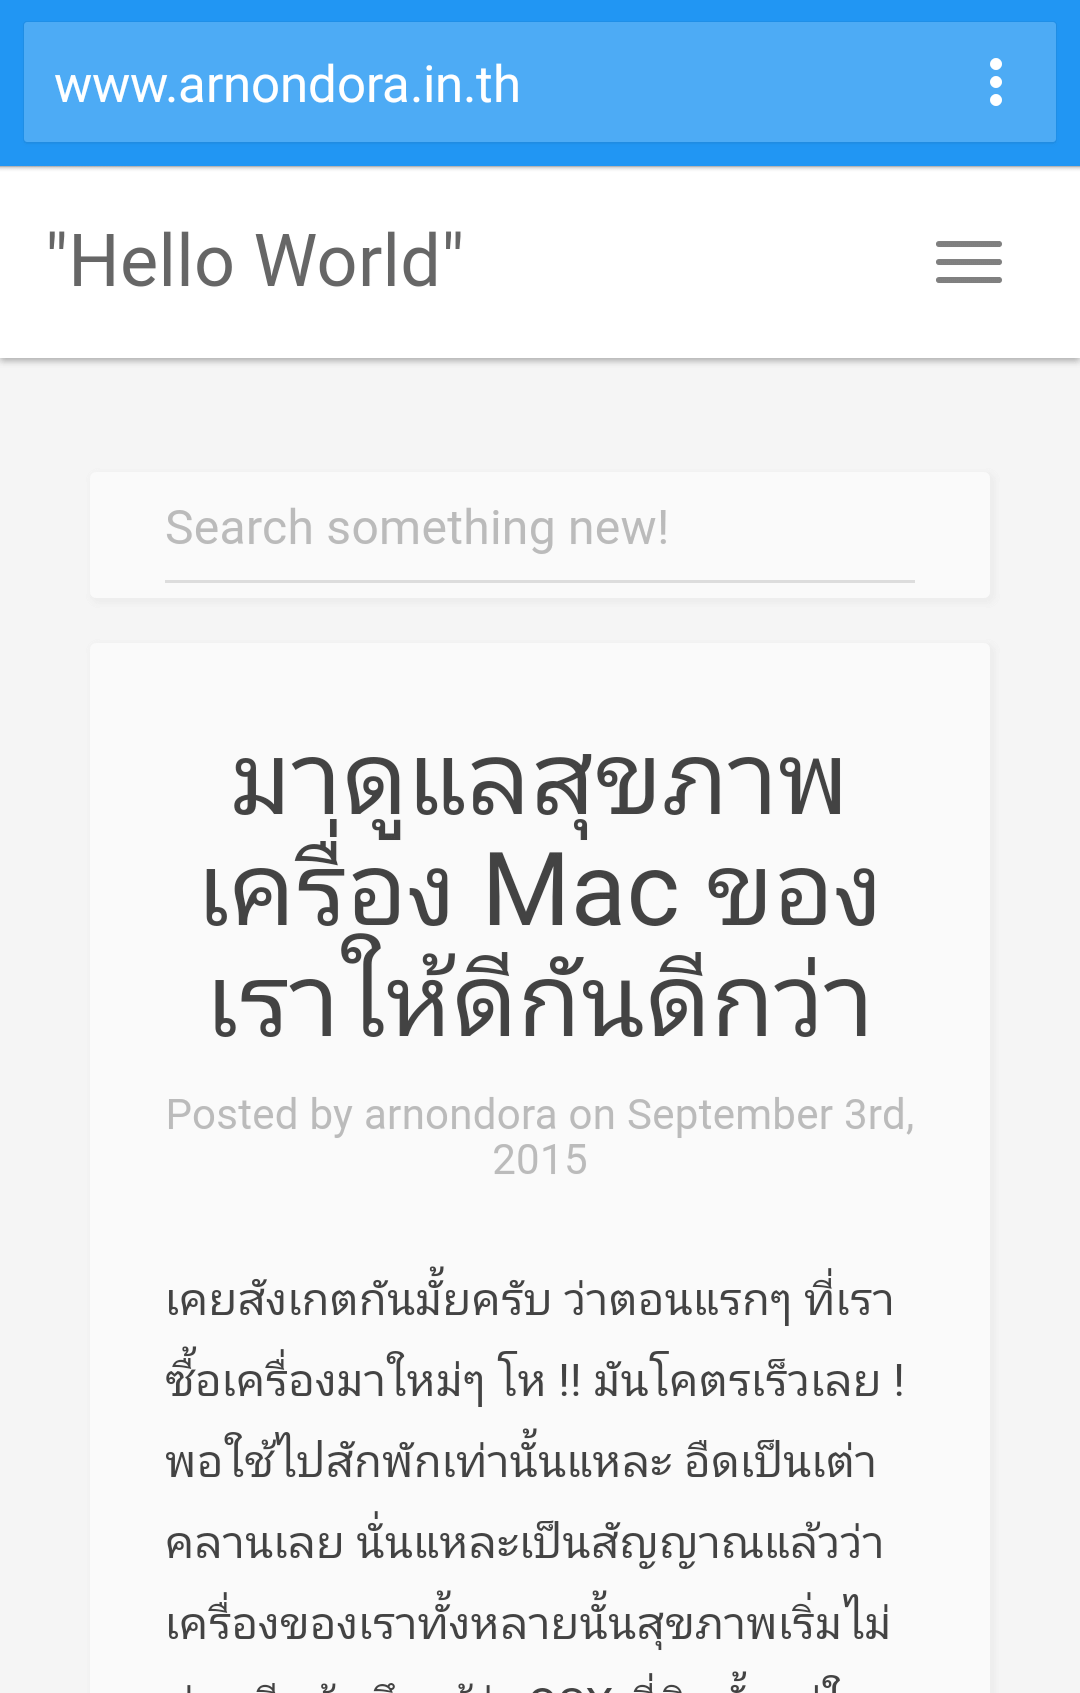 www.arnondora.in.th
"Hello World"
Search something new!
มาดูแลสุขภาพ
เครื่อง Mac ของ
เราให้ดีกันดีกว่า
Posted by arnondora on September 3rd,
2015
เคยสังเกตกันมั้ยครับ ว่าตอนแรกๆ ที่เรา
ซื้อเครื่องมาใหม่ๆ โห !! มันโคตรเร็วเลย !
พอใช้ไปสักพักเท่านั้นแหละ อืดเป็นเต่า
คลานเลย นั่นแหละเป็นสัญญาณแล้วว่า
เครื่องของเราทั้งหลายนั้นสุขภาพเริ่มไม่